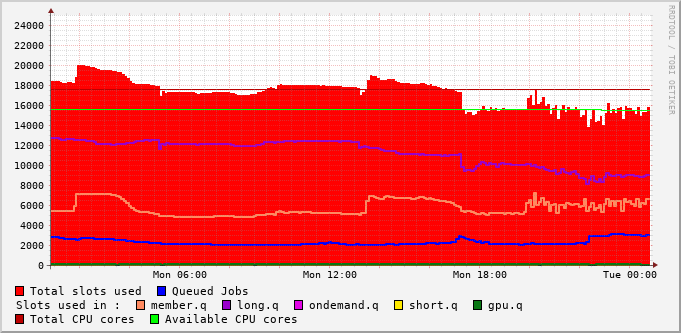 24000
22000
20000
18000
16000
14000
12000
10000
8000
6000
4000
2000
0
Mon 06:00 Mon 12:00 Mon 18:00 Tue 00:00
RRDTOOL / TOBI OETIKER
Total slots used Queued Jobs
Slots used in : member.q long.q ondemand.q short.q gpu.q
Total CPU cores Available CPU cores